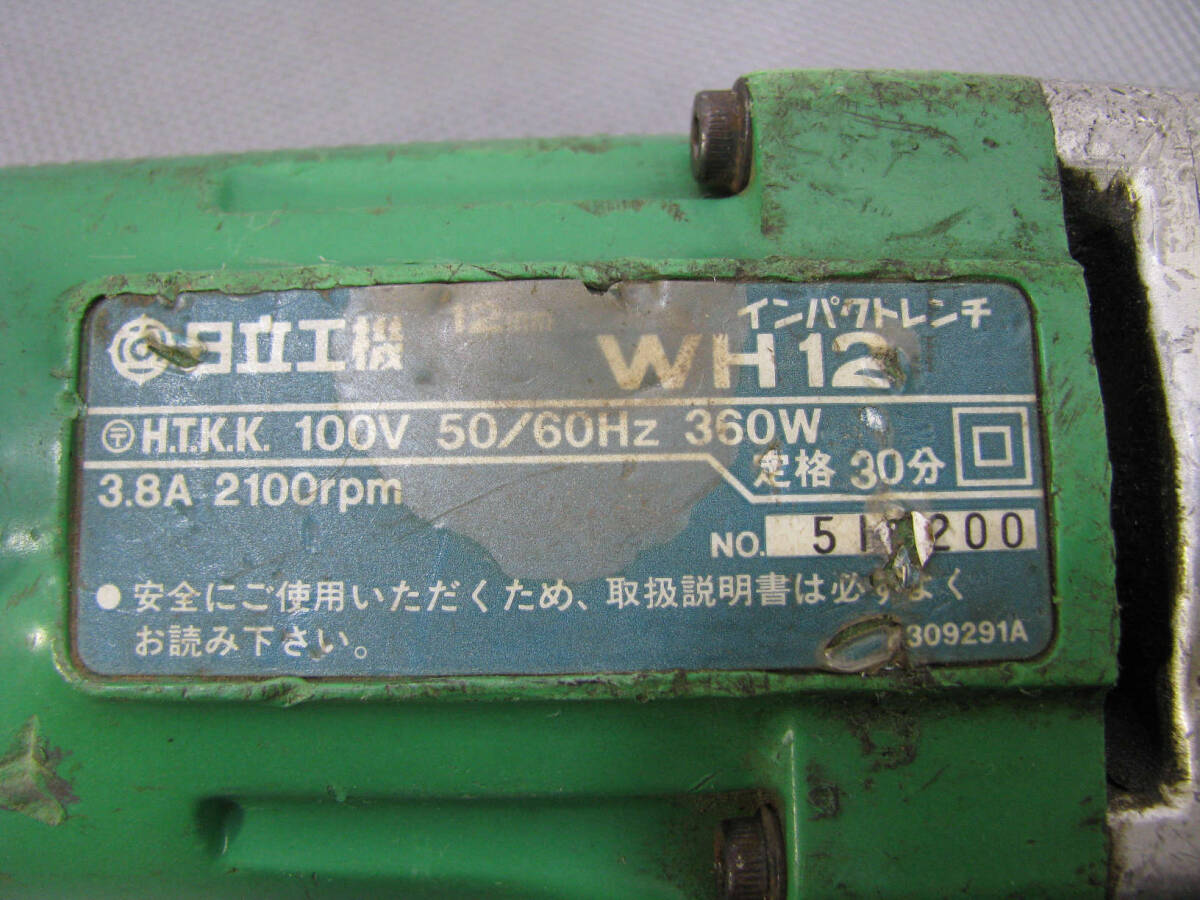 日立工機 12mm インパクトレンチ
WH12
〒 H.T.K.K. 100V 50/60Hz 360W
3.8A 2100rpm 定格 30分
NO. 200
● 安全にご使用いただくため、取扱説明書は必ずよく
お読み下さい。
309291A